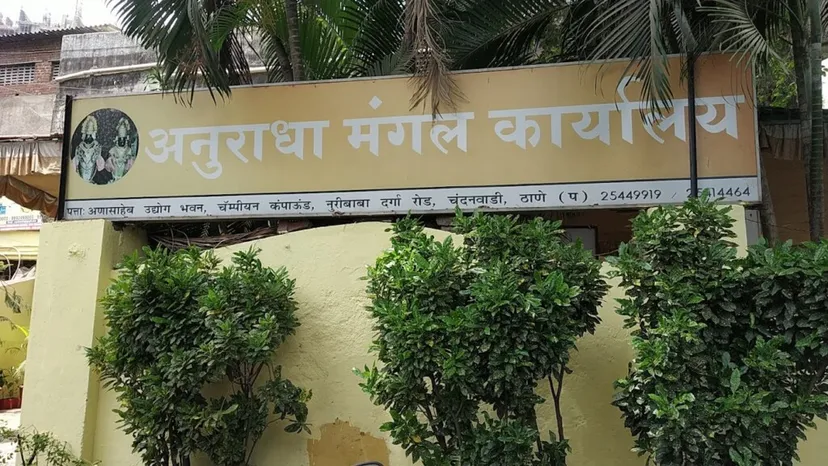 अनुराधा मंगल कार्यालय
पत्ता: अणासाहेब उद्योग भवन, चॅम्पीयन कंपाऊंड, नुरीबाबा दर्गा रोड, चंदनवाडी, ठाणे (प) 25449919 /